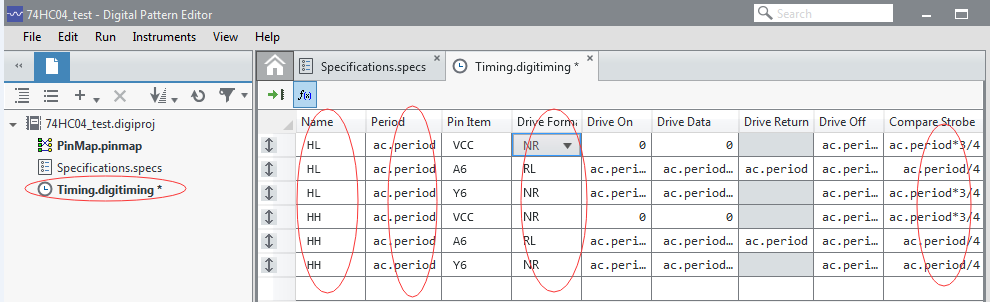 74HC04_test - Digital Pattern Editor
File Edit Run Instruments View Help
Specifications.specs × Timing.digitiming * ×
f(x)
74HC04_test.digiproj
PinMap.pinmap
Specifications.specs
Timing.digitiming *
Name Period Pin Item Drive Forma Drive On Drive Data Drive Return Drive Off Compare Strobe
HL ac.period VCC NR 0 0 ac.peri... ac.period*3/4
HL ac.period A6 RL ac.peri... ac.perio... ac.period ac.peri... ac.period/4
HL ac.period Y6 NR ac.peri... ac.perio... ac.peri... ac.period*3/4
HH ac.period VCC NR 0 0 ac.peri... ac.period*3/4
HH ac.period A6 RL ac.peri... ac.perio... ac.period ac.peri... ac.period/4
HH ac.period Y6 NR ac.peri... ac.perio... ac.peri... ac.period/4